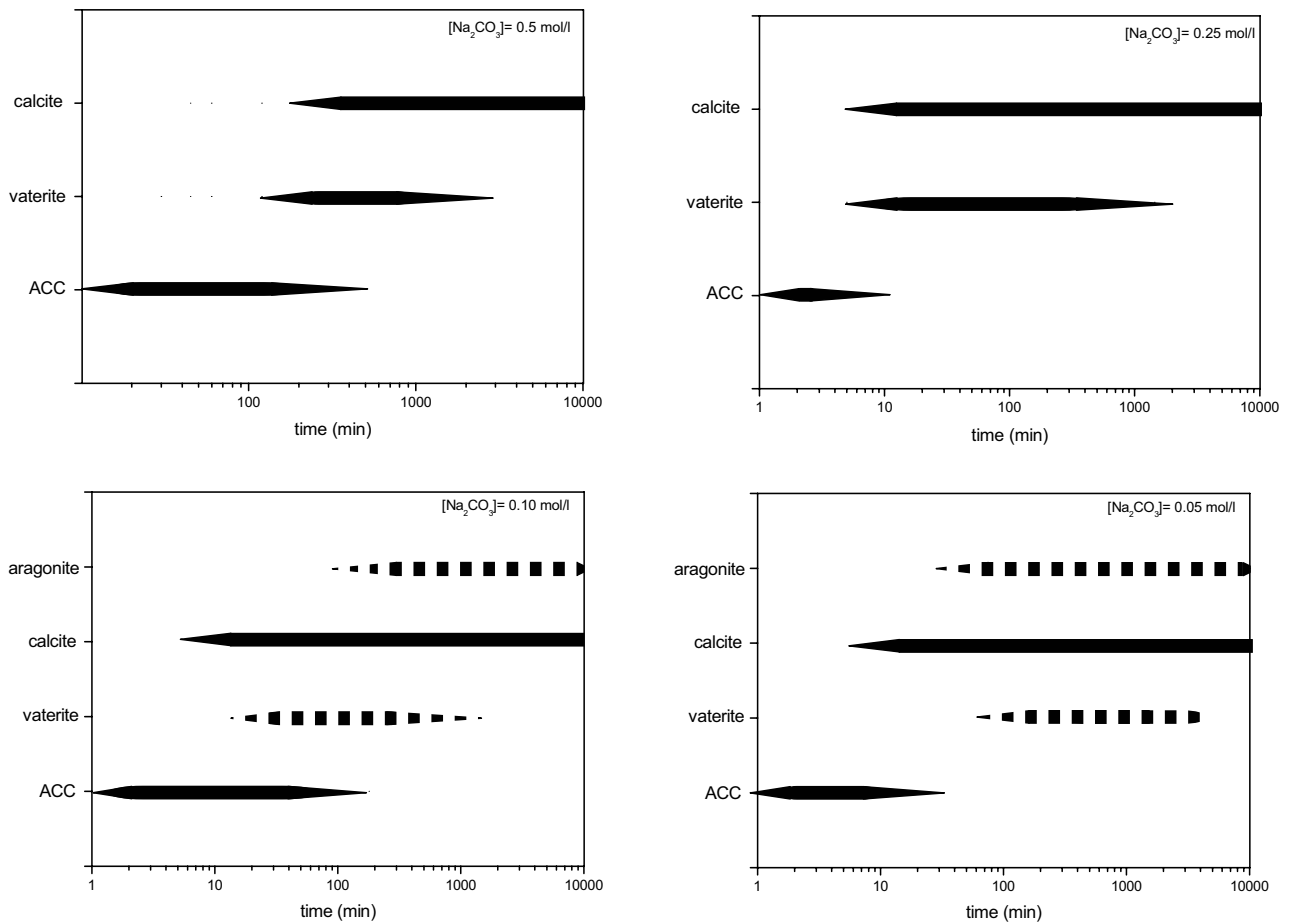 [Na₂CO₃]= 0.5 mol/l
calcite
vaterite
ACC
100 1000 10000
time (min)
[Na₂CO₃]= 0.25 mol/l
calcite
vaterite
ACC
1 10 100 1000 10000
time (min)
[Na₂CO₃]= 0.10 mol/l
aragonite
calcite
vaterite
ACC
1 10 100 1000 10000
time (min)
[Na₂CO₃]= 0.05 mol/l
aragonite
calcite
vaterite
ACC
1 10 100 1000 10000
time (min)